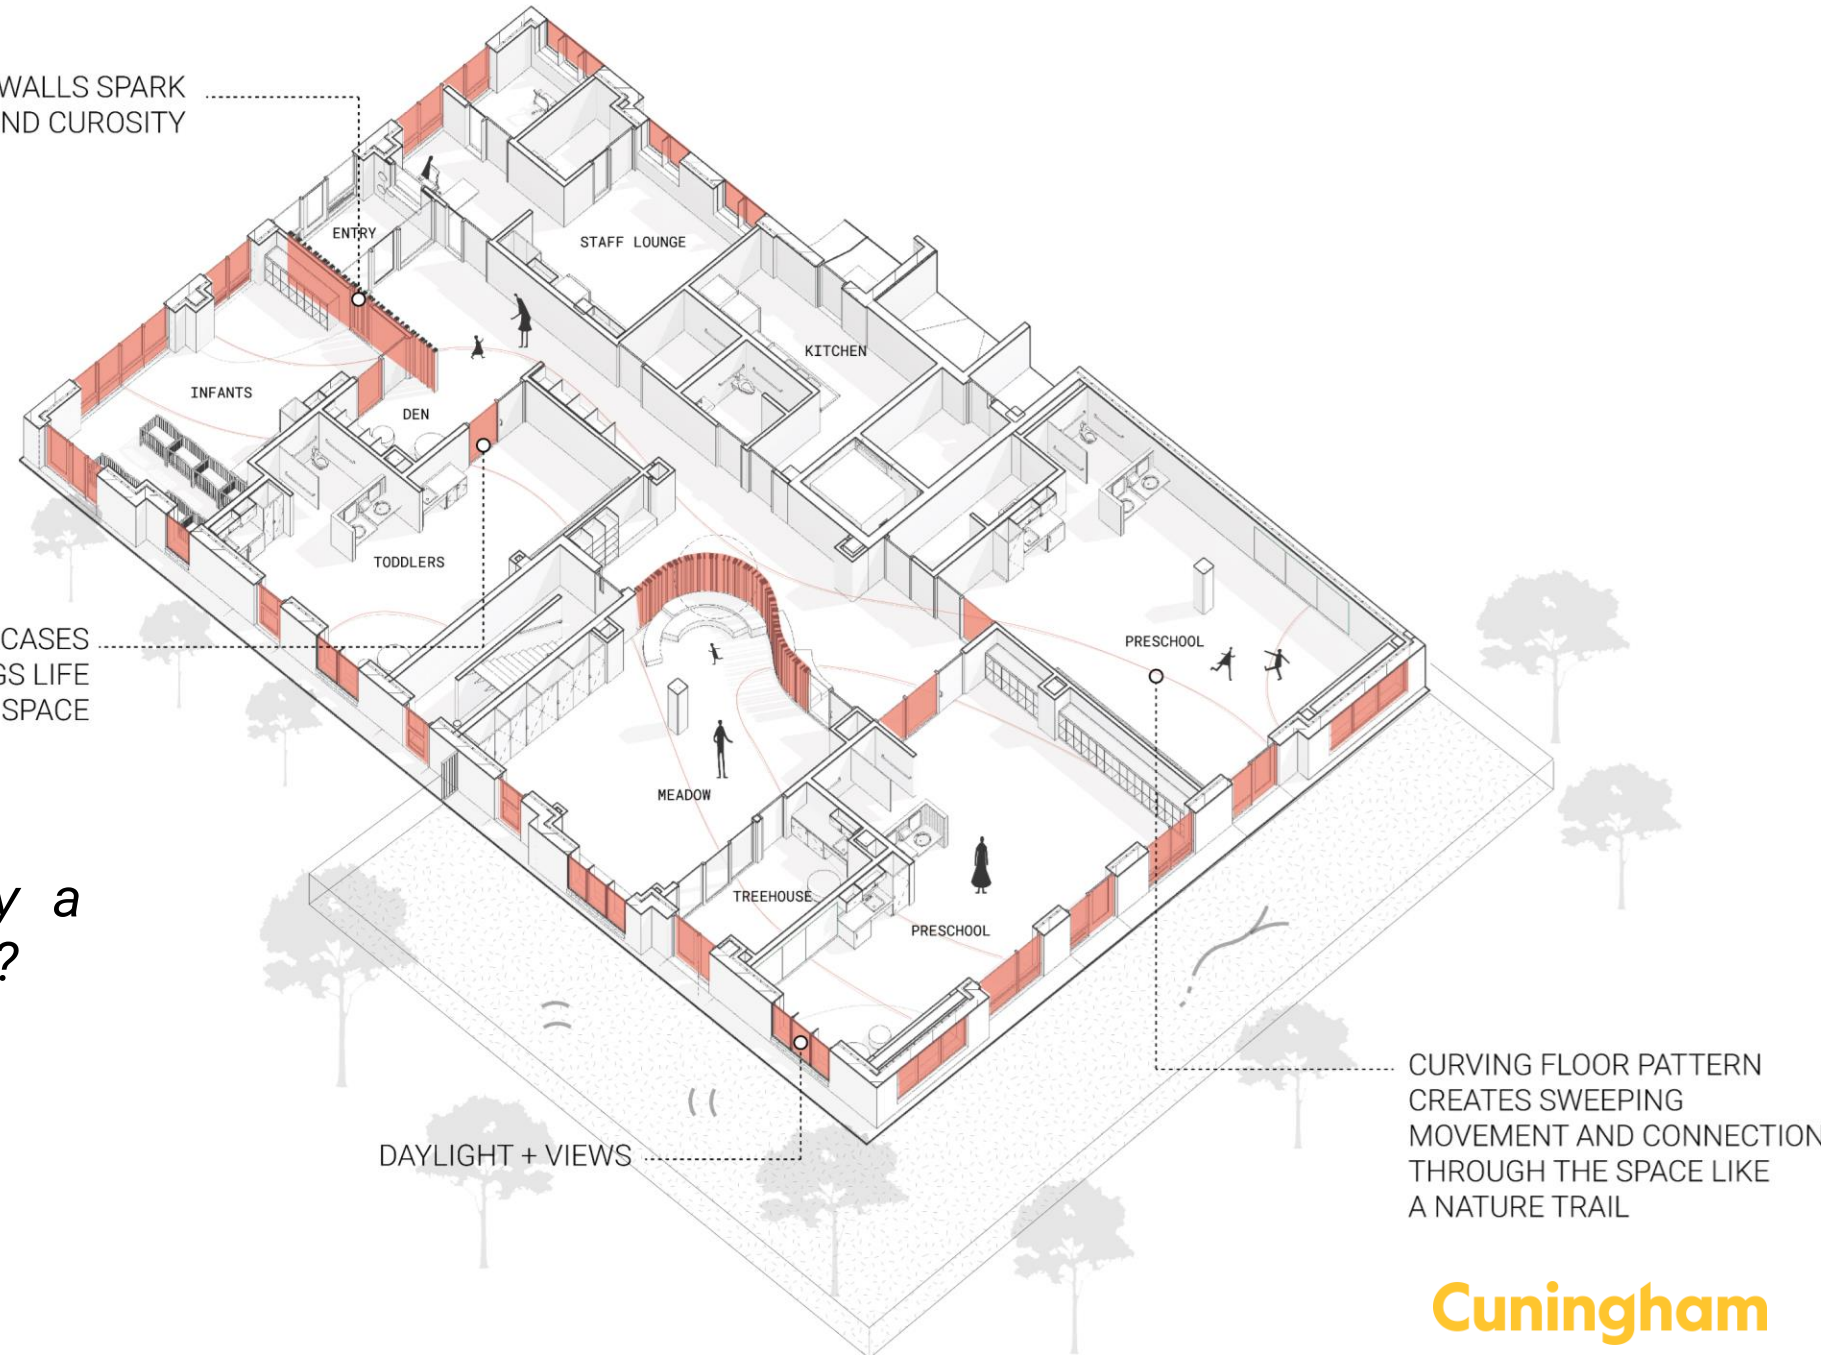 WALLS SPARK
ND CUROSITY
ENTRY
STAFF LOUNGE
KITCHEN
INFANTS
DEN
TODDLERS
PRESCHOOL
CASES
GS LIFE
SPACE
MEADOW
TREEHOUSE
PRESCHOOL
y a
?
DAYLIGHT + VIEWS
CURVING FLOOR PATTERN
CREATES SWEEPING
MOVEMENT AND CONNECTION
THROUGH THE SPACE LIKE
A NATURE TRAIL
Cuningham